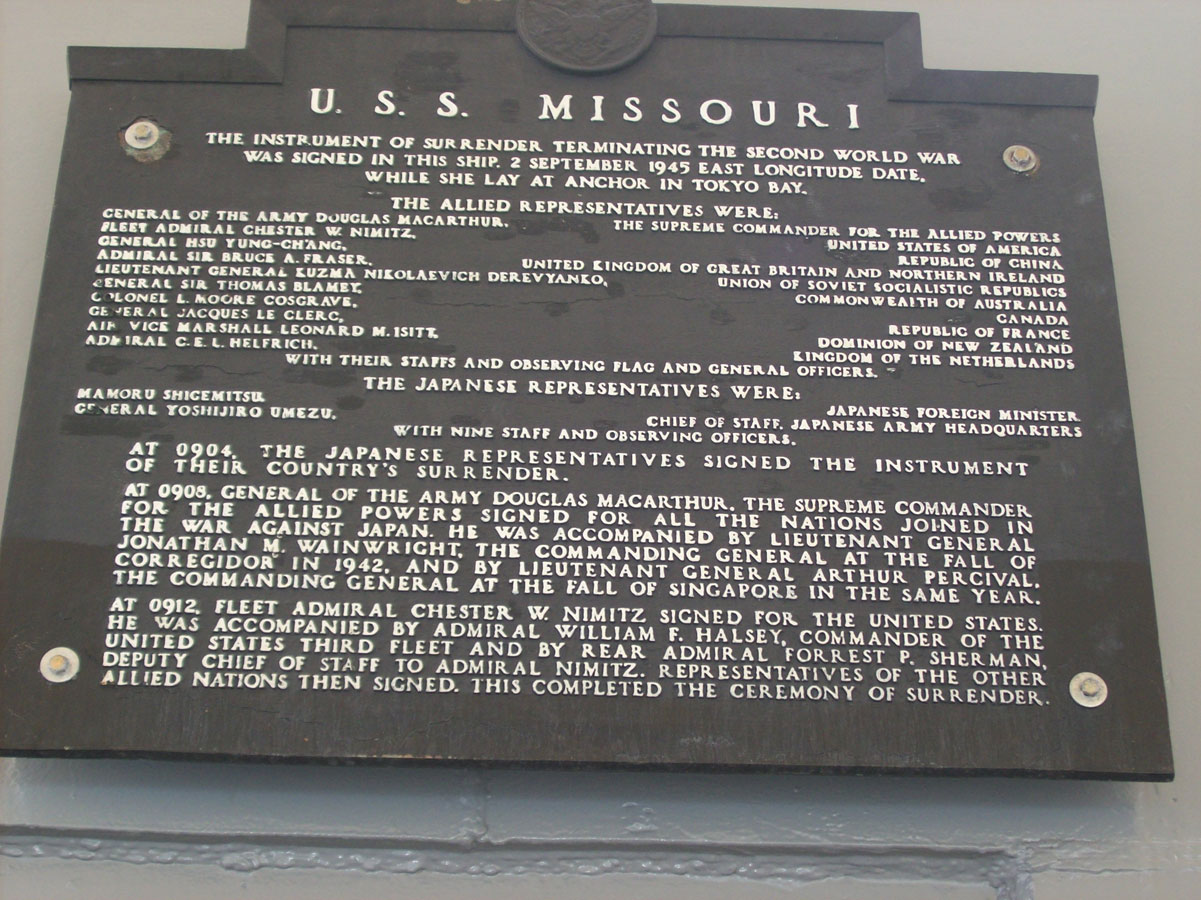 U. S. S. MISSOURI
THE INSTRUMENT OF SURRENDER TERMINATING THE SECOND WORLD WAR
WAS SIGNED IN THIS SHIP. 2 SEPTEMBER 1945 EAST LONGITUDE DATE,
WHILE SHE LAY AT ANCHOR IN TOKYO BAY.
THE ALLIED REPRESENTATIVES WERE:
GENERAL OF THE ARMY DOUGLAS MACARTHUR, THE SUPREME COMMANDER FOR THE ALLIED POWERS
FLEET ADMIRAL CHESTER W. NIMITZ, UNITED STATES OF AMERICA
GENERAL HSU YUNG-CH'ANG, REPUBLIC OF CHINA
ADMIRAL SIR BRUCE A. FRASER, UNITED KINGDOM OF GREAT BRITAIN AND NORTHERN IRELAND
LIEUTENANT GENERAL KUZMA NIKOLAEVICH DEREVYANKO, UNION OF SOVIET SOCIALISTIC REPUBLICS
GENERAL SIR THOMAS BLAMEY, COMMONWEALTH OF AUSTRALIA
COLONEL L. MOORE COSGRAVE, CANADA
GENERAL JACQUES LE CLERC, REPUBLIC OF FRANCE
AIR VICE MARSHALL LEONARD M. ISITT, DOMINION OF NEW ZEALAND
ADMIRAL C.E.L. HELFRICH, KINGDOM OF THE NETHERLANDS
WITH THEIR STAFFS AND OBSERVING FLAG AND GENERAL OFFICERS.
THE JAPANESE REPRESENTATIVES WERE:
MAMORU SHIGEMITSU JAPANESE FOREIGN MINISTER
GENERAL YOSHIJIRO UMEZU, CHIEF OF STAFF, JAPANESE ARMY HEADQUARTERS
WITH NINE STAFF AND OBSERVING OFFICERS.
AT 0904, THE JAPANESE REPRESENTATIVES SIGNED THE INSTRUMENT
OF THEIR COUNTRY'S SURRENDER.
AT 0908, GENERAL OF THE ARMY DOUGLAS MACARTHUR, THE SUPREME COMMANDER
FOR THE ALLIED POWERS SIGNED FOR ALL THE NATIONS JOINED IN
THE WAR AGAINST JAPAN. HE WAS ACCOMPANIED BY LIEUTENANT GENERAL
JONATHAN M. WAINWRIGHT, THE COMMANDING GENERAL AT THE FALL OF
CORREGIDOR IN 1942, AND BY LIEUTENANT GENERAL ARTHUR PERCIVAL,
THE COMMANDING GENERAL AT THE FALL OF SINGAPORE IN THE SAME YEAR.
AT 0912, FLEET ADMIRAL CHESTER W. NIMITZ SIGNED FOR THE UNITED STATES.
HE WAS ACCOMPANIED BY ADMIRAL WILLIAM F. HALSEY, COMMANDER OF THE
UNITED STATES THIRD FLEET AND BY REAR ADMIRAL FORREST P. SHERMAN,
DEPUTY CHIEF OF STAFF TO ADMIRAL NIMITZ. REPRESENTATIVES OF THE OTHER
ALLIED NATIONS THEN SIGNED. THIS COMPLETED THE CEREMONY OF SURRENDER.